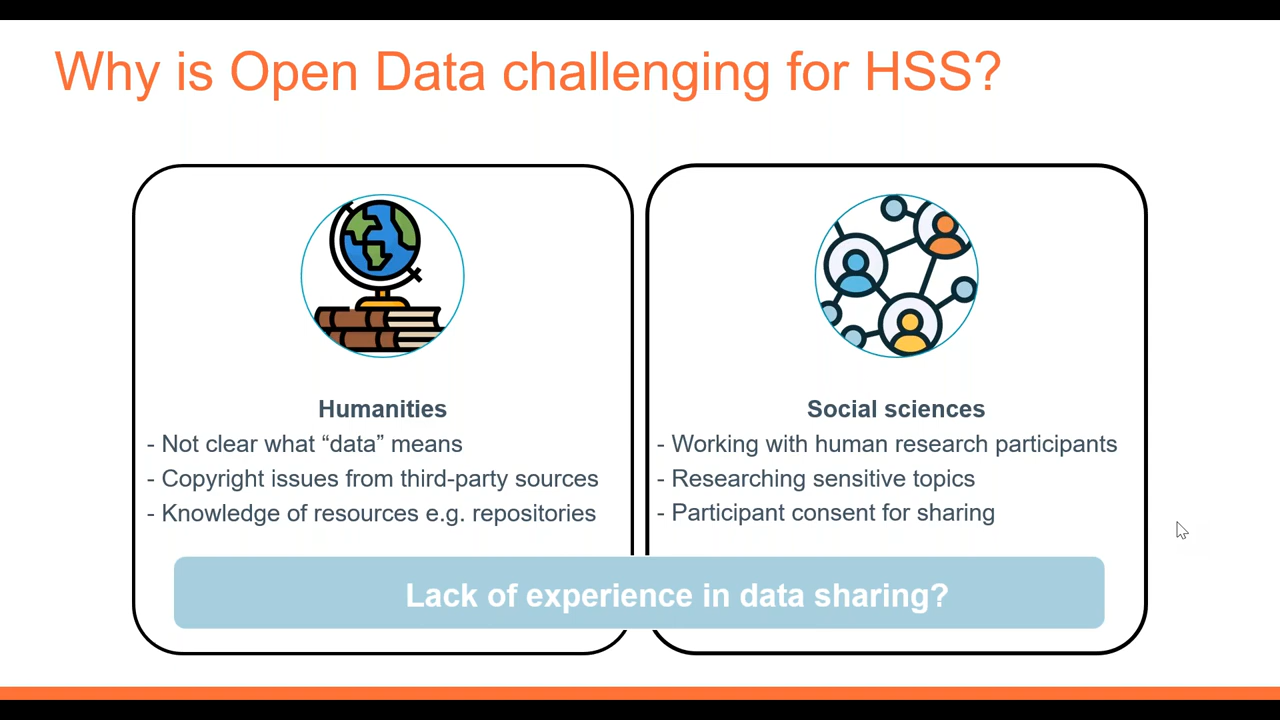 Why is Open Data challenging for HSS?
Humanities
- Not clear what “data” means
- Copyright issues from third-party sources
- Knowledge of resources e.g. repositories
Social sciences
- Working with human research participants
- Researching sensitive topics
- Participant consent for sharing
Lack of experience in data sharing?